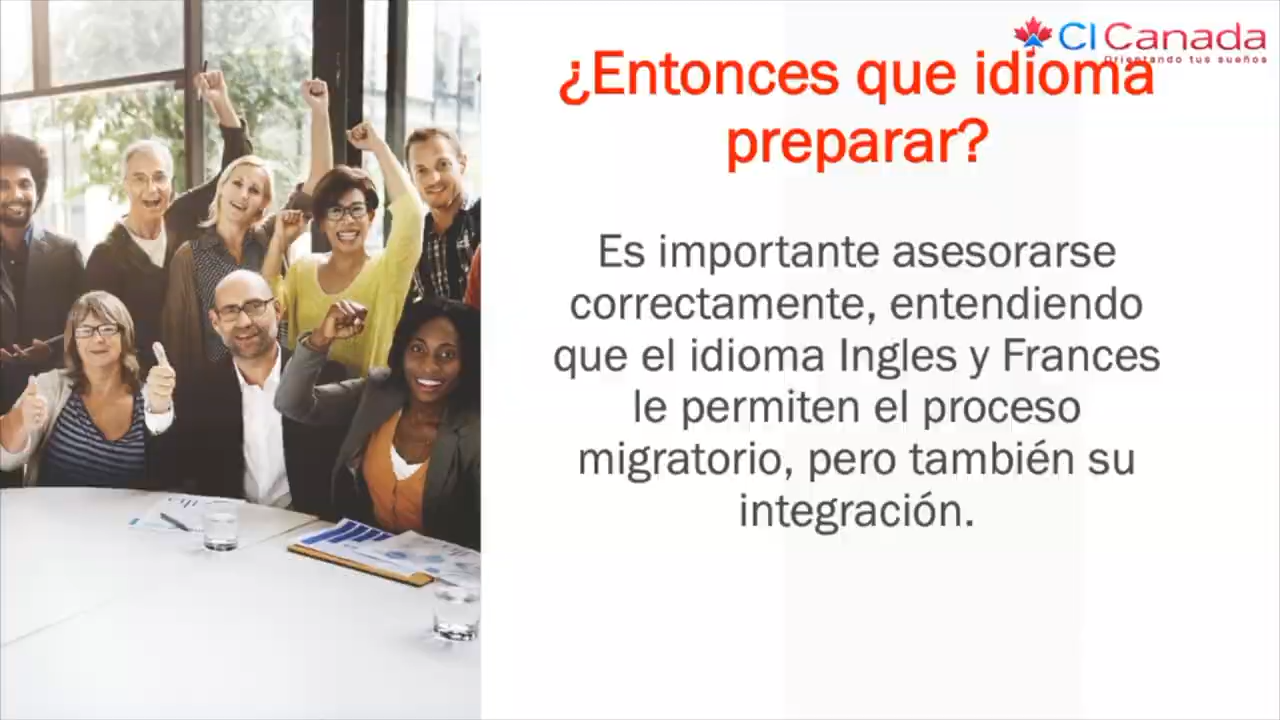 CI Canada
Orientando tus sueños
¿Entonces que idioma
preparar?
Es importante asesorarse
correctamente, entendiendo
que el idioma Ingles y Frances
le permiten el proceso
migratorio, pero también su
integración.